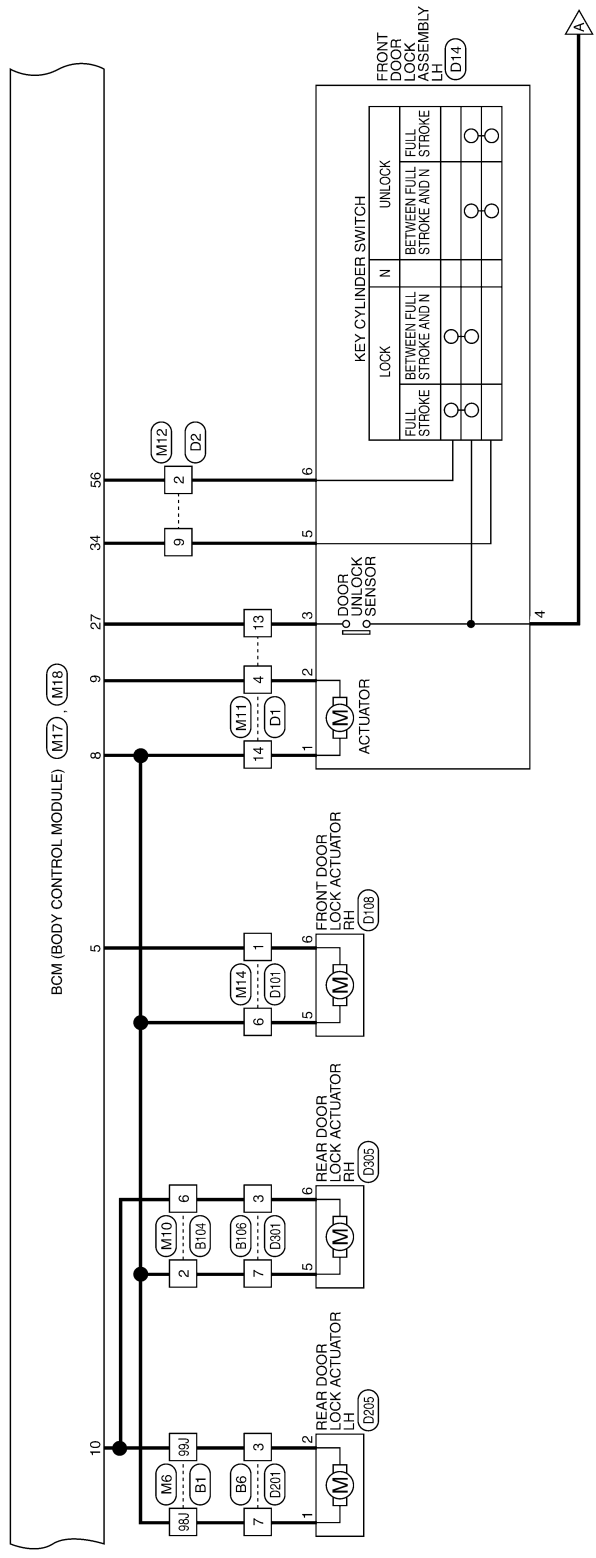 BCM (BODY CONTROL MODULE) M17 , M18
10
5
8
9
27
34
56
M6
B1
98J
99J
M10
B104
2
6
B6
D201
7
3
B106
D301
7
3
M14
D101
6
1
M11
D1
14
4
13
M12
D2
9
2
1
2
REAR DOOR
LOCK ACTUATOR
LH
D205
M
5
6
REAR DOOR
LOCK ACTUATOR
RH
D305
M
5
6
FRONT DOOR
LOCK ACTUATOR
RH
D108
M
1
2
3
5
6
4
M
ACTUATOR
DOOR
UNLOCK
SENSOR
FRONT
DOOR
LOCK
ASSEMBLY
LH
D14
KEY CYLINDER SWITCH
LOCK
N
UNLOCK
FULL
STROKE
BETWEEN FULL
STROKE AND N
BETWEEN FULL
STROKE AND N
FULL
STROKE
A